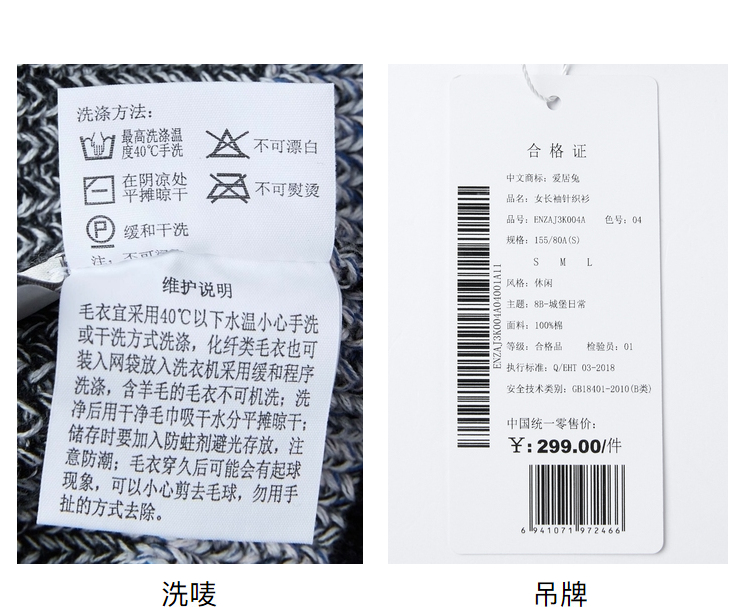 洗涤方法:
最高洗涤温
度40℃手洗
不可漂白
在阴凉处
平摊晾干
不可熨烫
P
缓和干洗
注:
维护说明
毛衣宜采用40℃以下水温小心手洗
或干洗方式洗涤，化纤类毛衣也可
装入网袋放入洗衣机采用缓和程序
洗涤，含羊毛的毛衣不可机洗；洗
净后用干净毛巾吸干水分平摊晾干；
储存时要加入防蛀剂避光存放，注
意防潮；毛衣穿久后可能会有起球
现象，可以小心剪去毛球，勿用手
扯的方式去除。
洗唛
合格证
中文商标: 爱居兔
品名: 女长袖针织衫
品号: ENZAJ3K004A 色号: 04
规格: 155/80A(S)
S M L
风格: 休闲
主题: 8B-城堡日常
面料: 100%棉
等级: 合格品 检验员: 01
执行标准: Q/EHT 03-2018
安全技术类别: GB18401-2010(B类)
ENZAJ3K004A04001A11
中国统一零售价:
¥: 299.00/件
6 941071 972466
吊牌